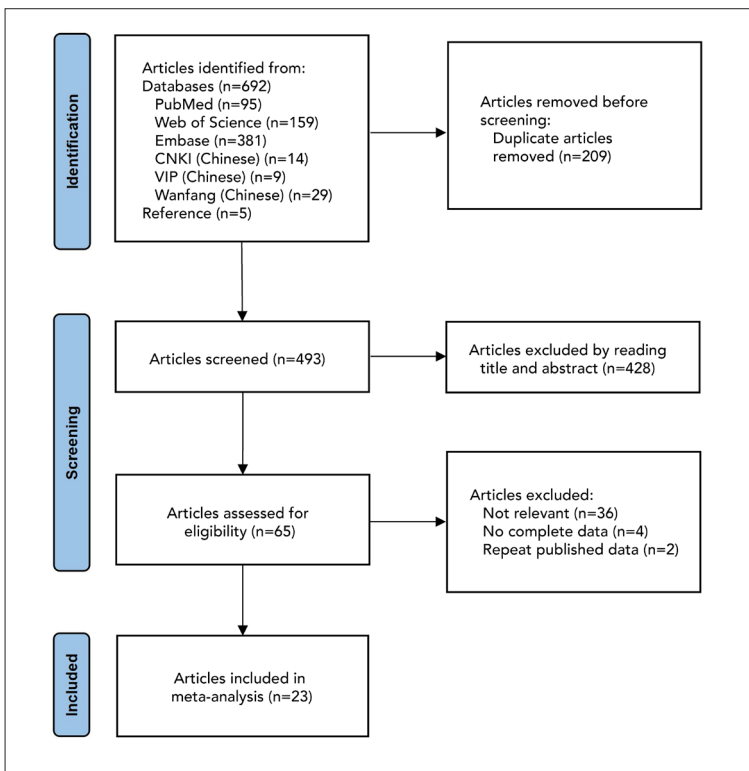 Identification
Articles identified from:
Databases (n=692)
PubMed (n=95)
Web of Science (n=159)
Embase (n=381)
CNKI (Chinese) (n=14)
VIP (Chinese) (n=9)
Wanfang (Chinese) (n=29)
Reference (n=5)
Articles removed before
screening:
Duplicate articles
removed (n=209)
Screening
Articles screened (n=493)
Articles excluded by reading
title and abstract (n=428)
Articles assessed for
eligibility (n=65)
Articles excluded:
Not relevant (n=36)
No complete data (n=4)
Repeat published data (n=2)
Included
Articles included in
meta-analysis (n=23)